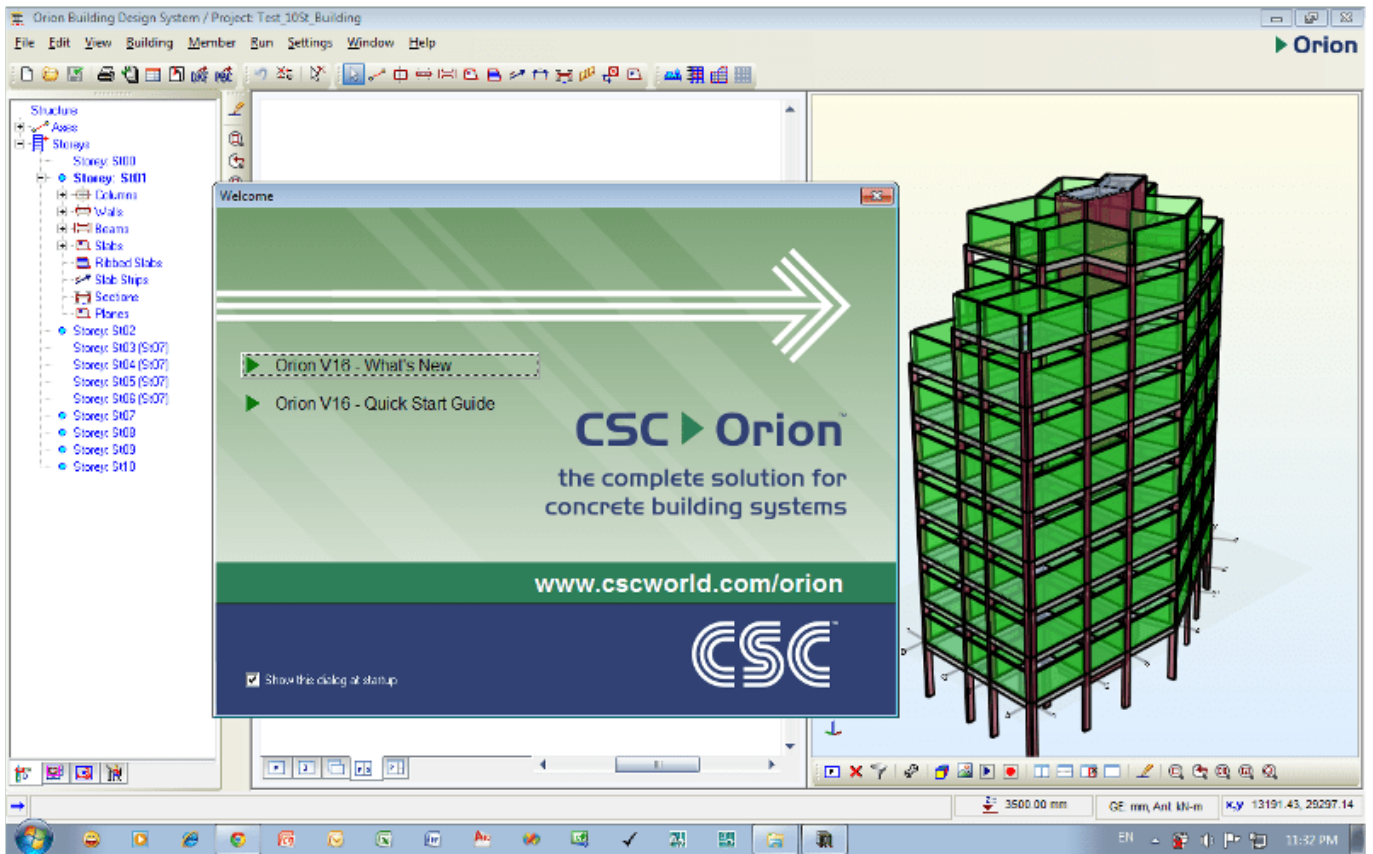 Orion Building Design System / Project: Test_10St_Building
File Edit View Building Member Run Settings Window Help
Orion
Structure
Axes
Storeys
Storey: St00
Storey: St01
Columns
Walls
Beams
Slabs
Ribbed Slabs
Slab Strips
Sections
Planes
Storey: St02
Storey: St03 (St07)
Storey: St04 (St07)
Storey: St05 (St07)
Storey: St06 (St07)
Storey: St07
Storey: St08
Storey: St09
Storey: St10
Welcome
Orion V16 - What's New
Orion V16 - Quick Start Guide
CSC Orion™
the complete solution for
concrete building systems
www.cscworld.com/orion
CSC™
Show this dialog at startup
3500.00 mm
GE: mm, Anl: kN-m
x,y 13191.43, 29297.14
EN
11:32 PM